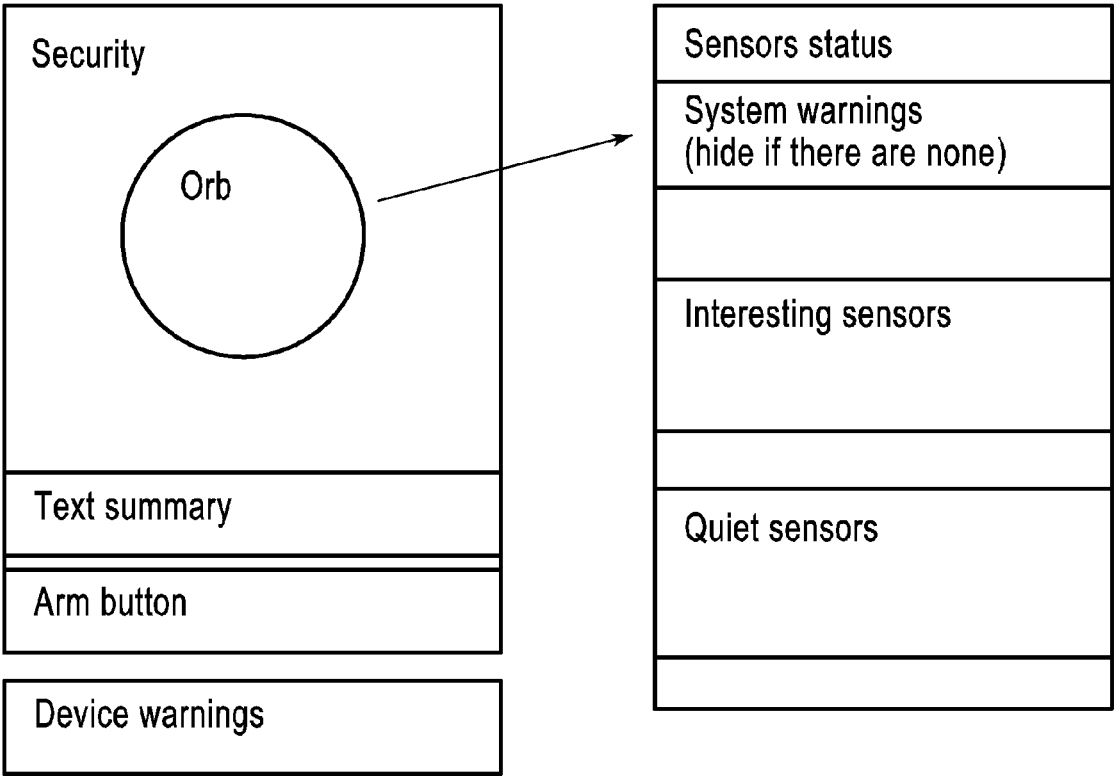 Security
Orb
Text summary
Arm button
Device warnings
Sensors status
System warnings
(hide if there are none)
Interesting sensors
Quiet sensors